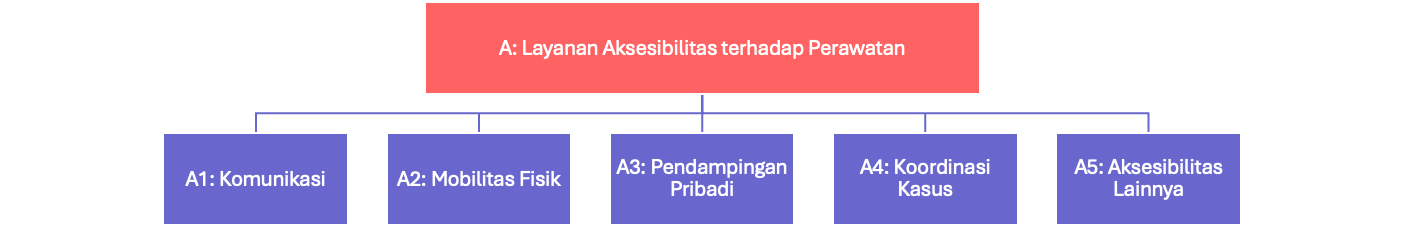 A: Layanan Aksesibilitas terhadap Perawatan
A1: Komunikasi
A2: Mobilitas Fisik
A3: Pendampingan
Pribadi
A4: Koordinasi
Kasus
A5: Aksesibilitas
Lainnya